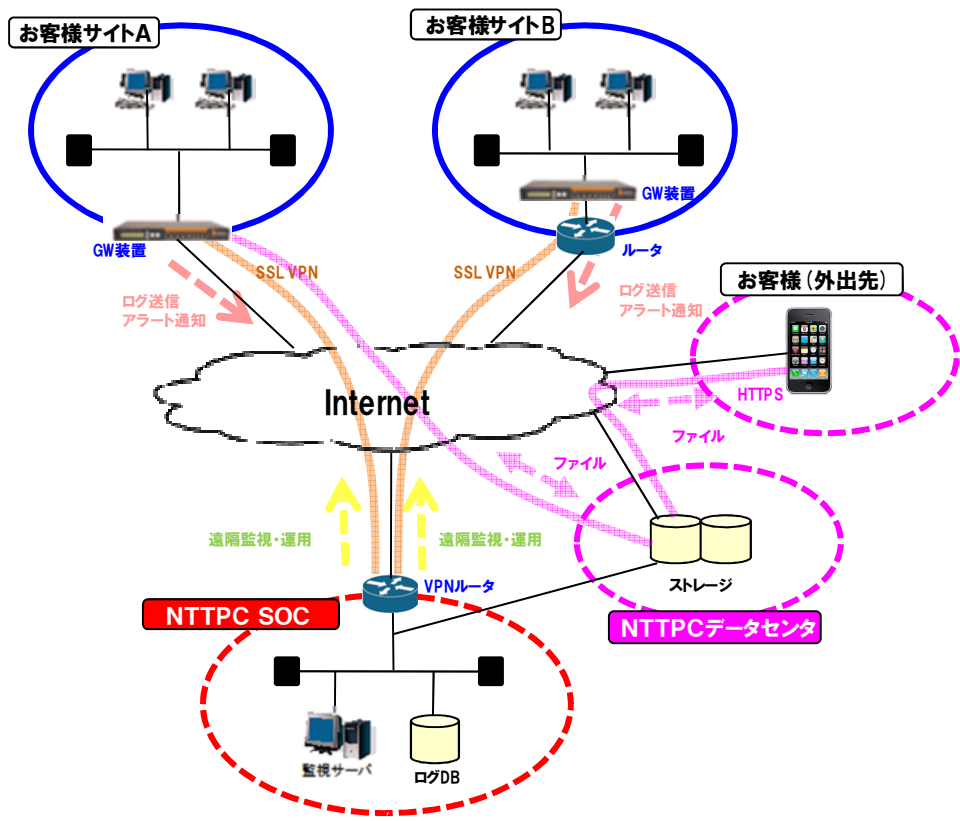 お客様サイトA
お客様サイトB
GW装置
GW装置
ルータ
SSL VPN
SSL VPN
ログ送信
アラート通知
ログ送信
アラート通知
お客様(外出先)
HTTPS
Internet
ファイル
ファイル
遠隔監視・運用
遠隔監視・運用
VPNルータ
ストレージ
NTTPC SOC
NTTPCデータセンタ
監視サーバ
ログDB